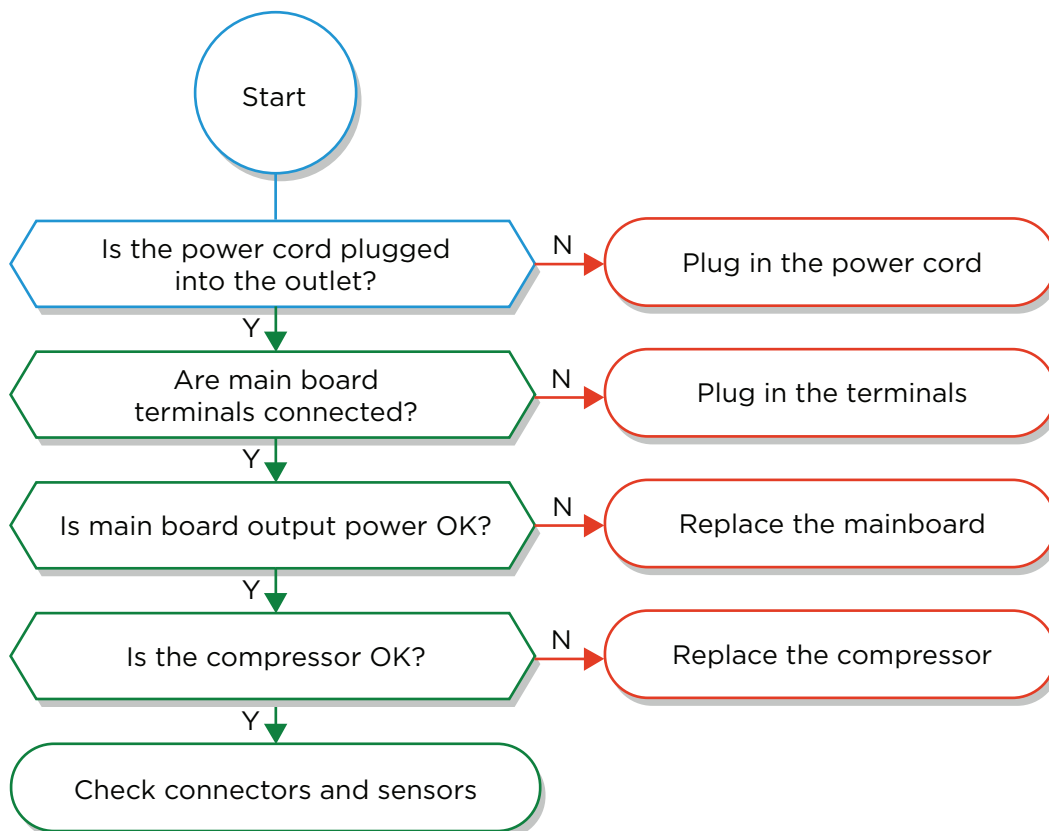 Start
Is the power cord plugged
into the outlet?
N
Plug in the power cord
Y
Are main board
terminals connected?
N
Plug in the terminals
Y
Is main board output power OK?
N
Replace the mainboard
Y
Is the compressor OK?
N
Replace the compressor
Y
Check connectors and sensors